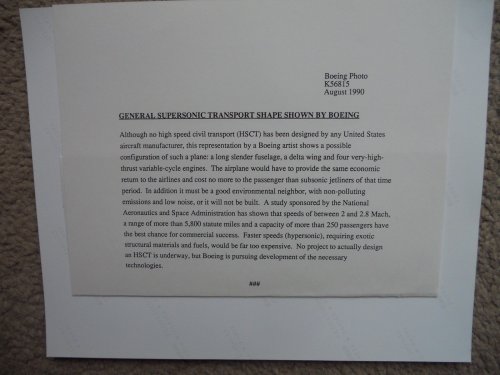 Boeing Photo
K56815
August 1990
GENERAL SUPERSONIC TRANSPORT SHAPE SHOWN BY BOEING
Although no high speed civil transport (HSCT) has been designed by any United States
aircraft manufacturer, this representation by a Boeing artist shows a possible
configuration of such a plane: a long slender fuselage, a delta wing and four very-high-
thrust variable-cycle engines. The airplane would have to provide the same economic
return to the airlines and cost no more to the passenger than subsonic jetliners of that time
period. In addition it must be a good environmental neighbor, with non-polluting
emissions and low noise, or it will not be built. A study sponsored by the National
Aeronautics and Space Administration has shown that speeds of between 2 and 2.8 Mach,
a range of more than 5,800 statute miles and a capacity of more than 250 passengers have
the best chance for commercial success. Faster speeds (hypersonic), requiring exotic
structural materials and fuels, would be far too expensive. No project to actually design
an HSCT is underway, but Boeing is pursuing development of the necessary
technologies.
###